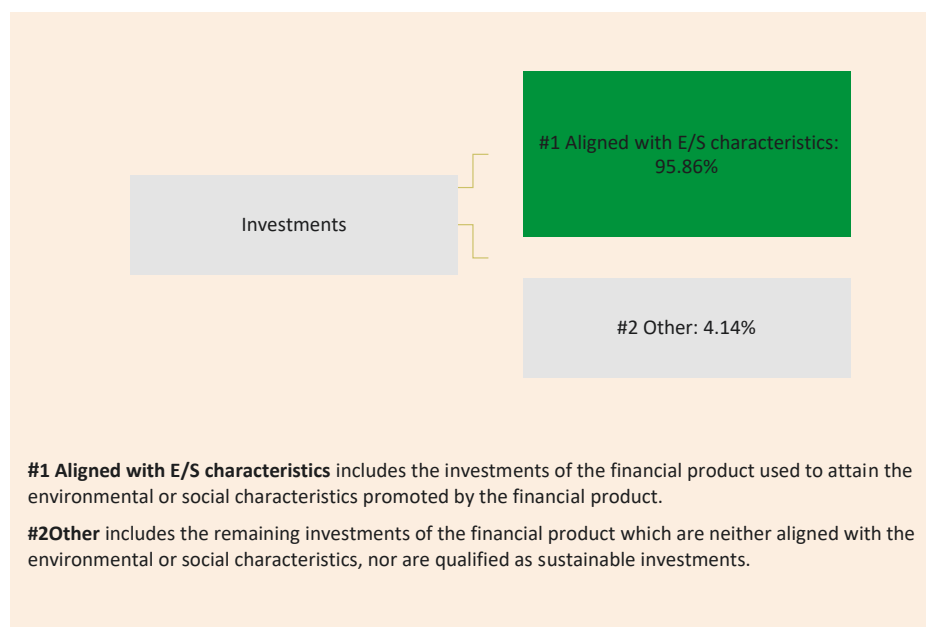 #1 Aligned with E/S characteristics:
95.86%
Investments
#2 Other: 4.14%
#1 Aligned with E/S characteristics includes the investments of the financial product used to attain the
environmental or social characteristics promoted by the financial product.
#2Other includes the remaining investments of the financial product which are neither aligned with the
environmental or social characteristics, nor are qualified as sustainable investments.